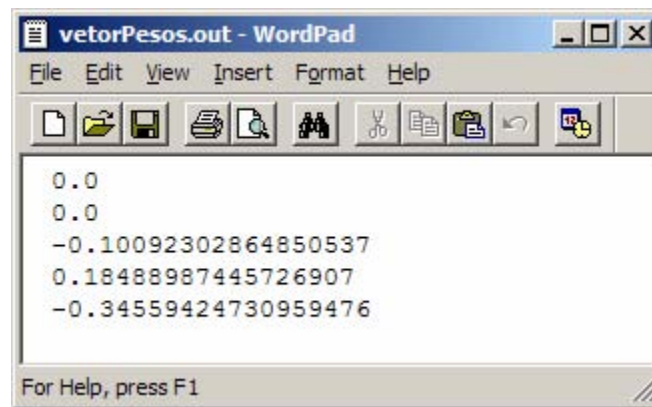 vetorPesos.out - WordPad
File Edit View Insert Format Help
0.0
0.0
-0.10092302864850537
0.18488987445726907
-0.34559424730959476
For Help, press F1